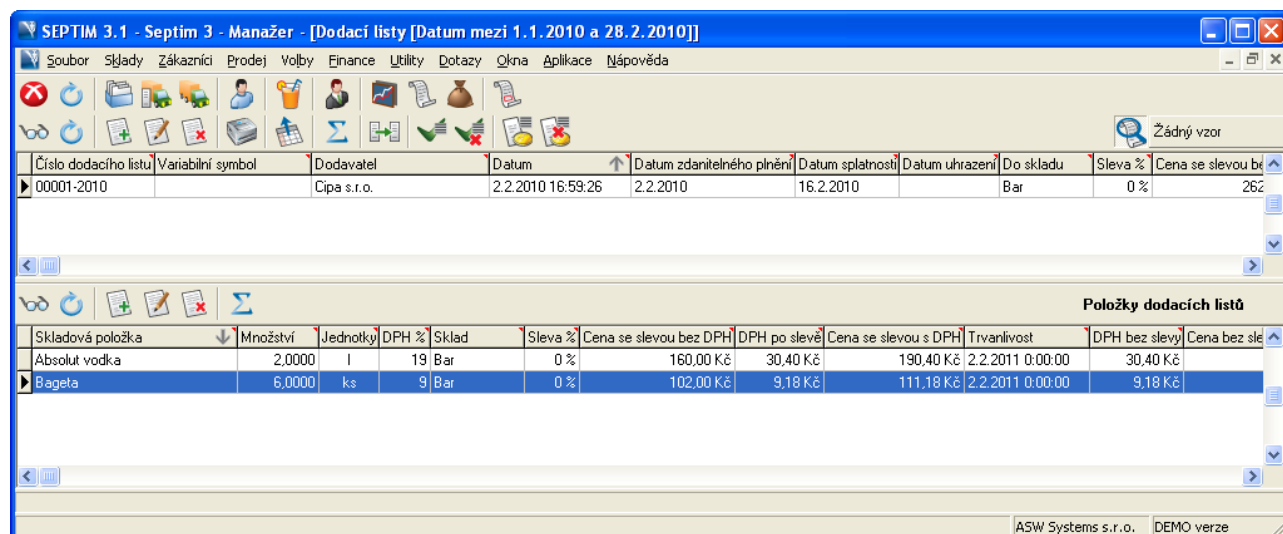 SEPTIM 3.1 - Septim 3 - Manažer - [Dodací listy [Datum mezi 1.1.2010 a 28.2.2010]]
Soubor Sklady Zákazníci Prodej Volby Finance Utility Dotazy Okna Aplikace Nápověda
Žádný vzor
Číslo dodacího listu Variabilní symbol Dodavatel Datum Datum zdanitelného plnění Datum splatnosti Datum uhrazení Do skladu Sleva % Cena se slevou be
00001-2010 Cipa s.r.o. 2.2.2010 16:59:26 2.2.2010 16.2.2010 Bar 0 % 262
Položky dodacích listů
Skladová položka Množství Jednotky DPH % Sklad Sleva % Cena se slevou bez DPH DPH po slevě Cena se slevou s DPH Trvanlivost DPH bez slevy Cena bez sle
Absolut vodka 2,0000 l 19 Bar 0 % 160,00 Kč 30,40 Kč 190,40 Kč 2.2.2011 0:00:00 30,40 Kč
Bageta 6,0000 ks 9 Bar 0 % 102,00 Kč 9,18 Kč 111,18 Kč 2.2.2011 0:00:00 9,18 Kč
ASW Systems s.r.o. DEMO verze